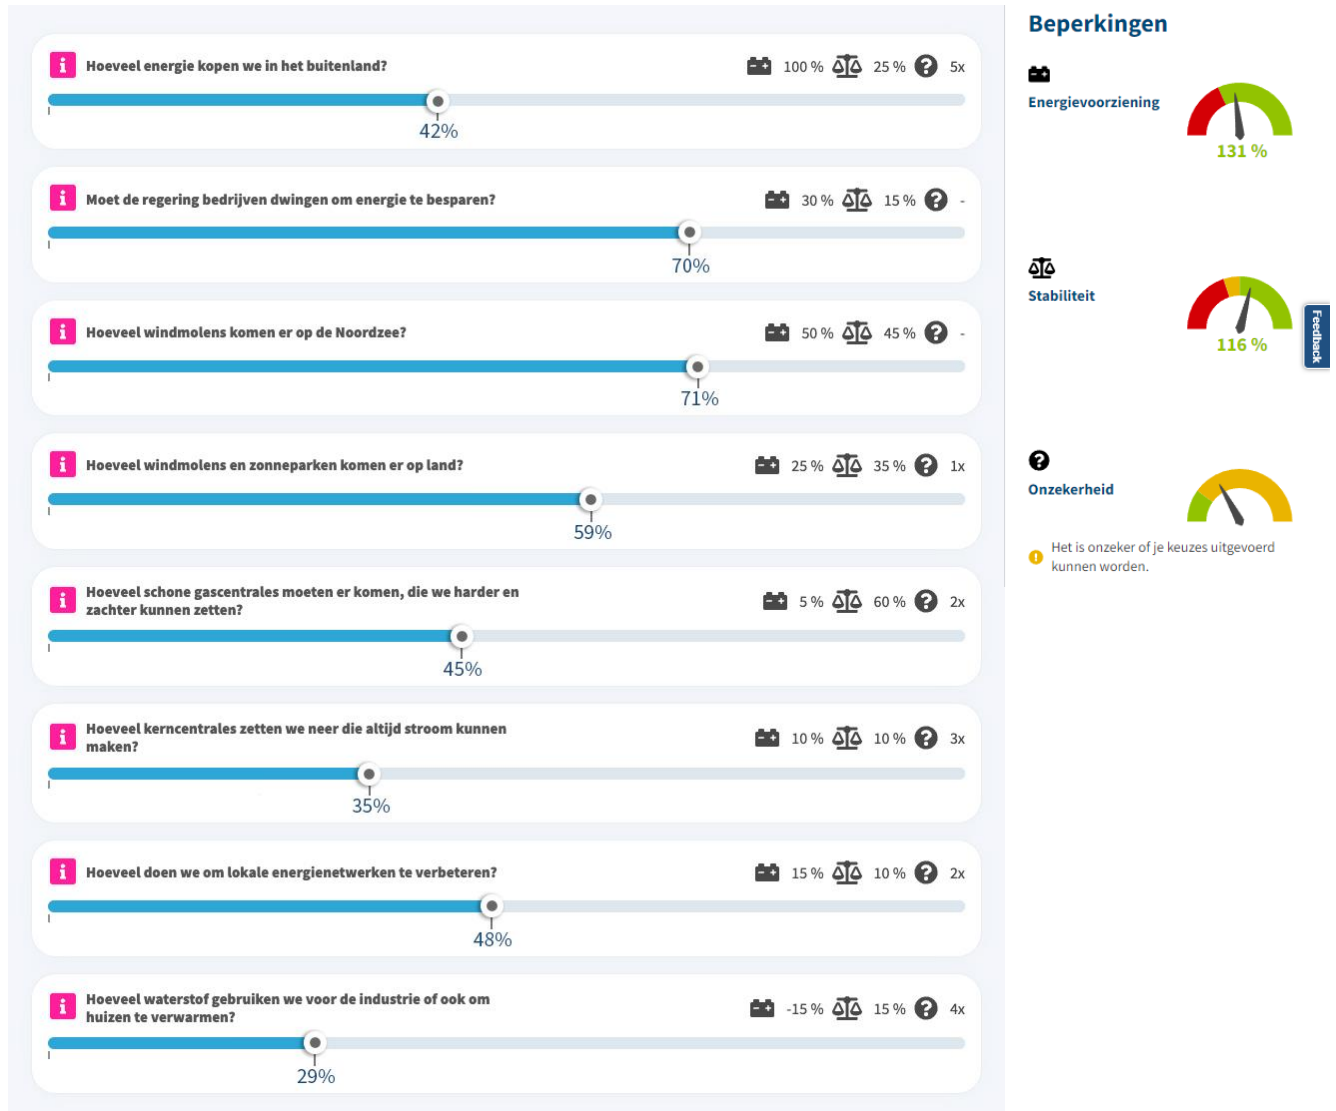 Hoeveel energie kopen we in het buitenland?
100 % 25 % 5x
42%
Moet de regering bedrijven dwingen om energie te besparen?
30 % 15 % -
70%
Hoeveel windmolens komen er op de Noordzee?
50 % 45 % -
71%
Hoeveel windmolens en zonneparken komen er op land?
25 % 35 % 1x
59%
Hoeveel schone gascentrales moeten er komen, die we harder en
zachter kunnen zetten?
5 % 60 % 2x
45%
Hoeveel kerncentrales zetten we neer die altijd stroom kunnen
maken?
10 % 10 % 3x
35%
Hoeveel doen we om lokale energienetwerken te verbeteren?
15 % 10 % 2x
48%
Hoeveel waterstof gebruiken we voor de industrie of ook om
huizen te verwarmen?
-15 % 15 % 4x
29%
Beperkingen
Energievoorziening
131 %
Stabiliteit
116 %
Feedback
Onzekerheid
Het is onzeker of je keuzes uitgevoerd
kunnen worden.